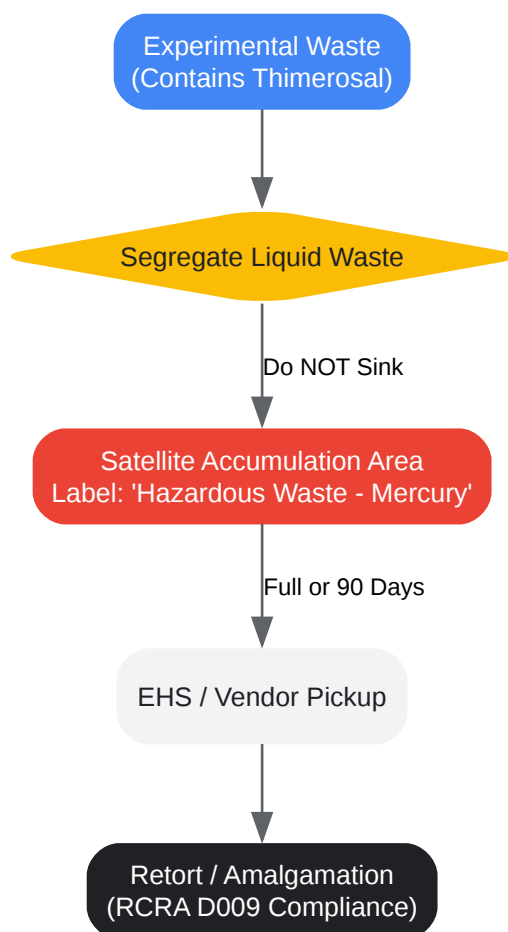 Experimental Waste
(Contains Thimerosal)
Segregate Liquid Waste
Do NOT Sink
Satellite Accumulation Area
Label: 'Hazardous Waste - Mercury'
Full or 90 Days
EHS / Vendor Pickup
Retort / Amalgamation
(RCRA D009 Compliance)